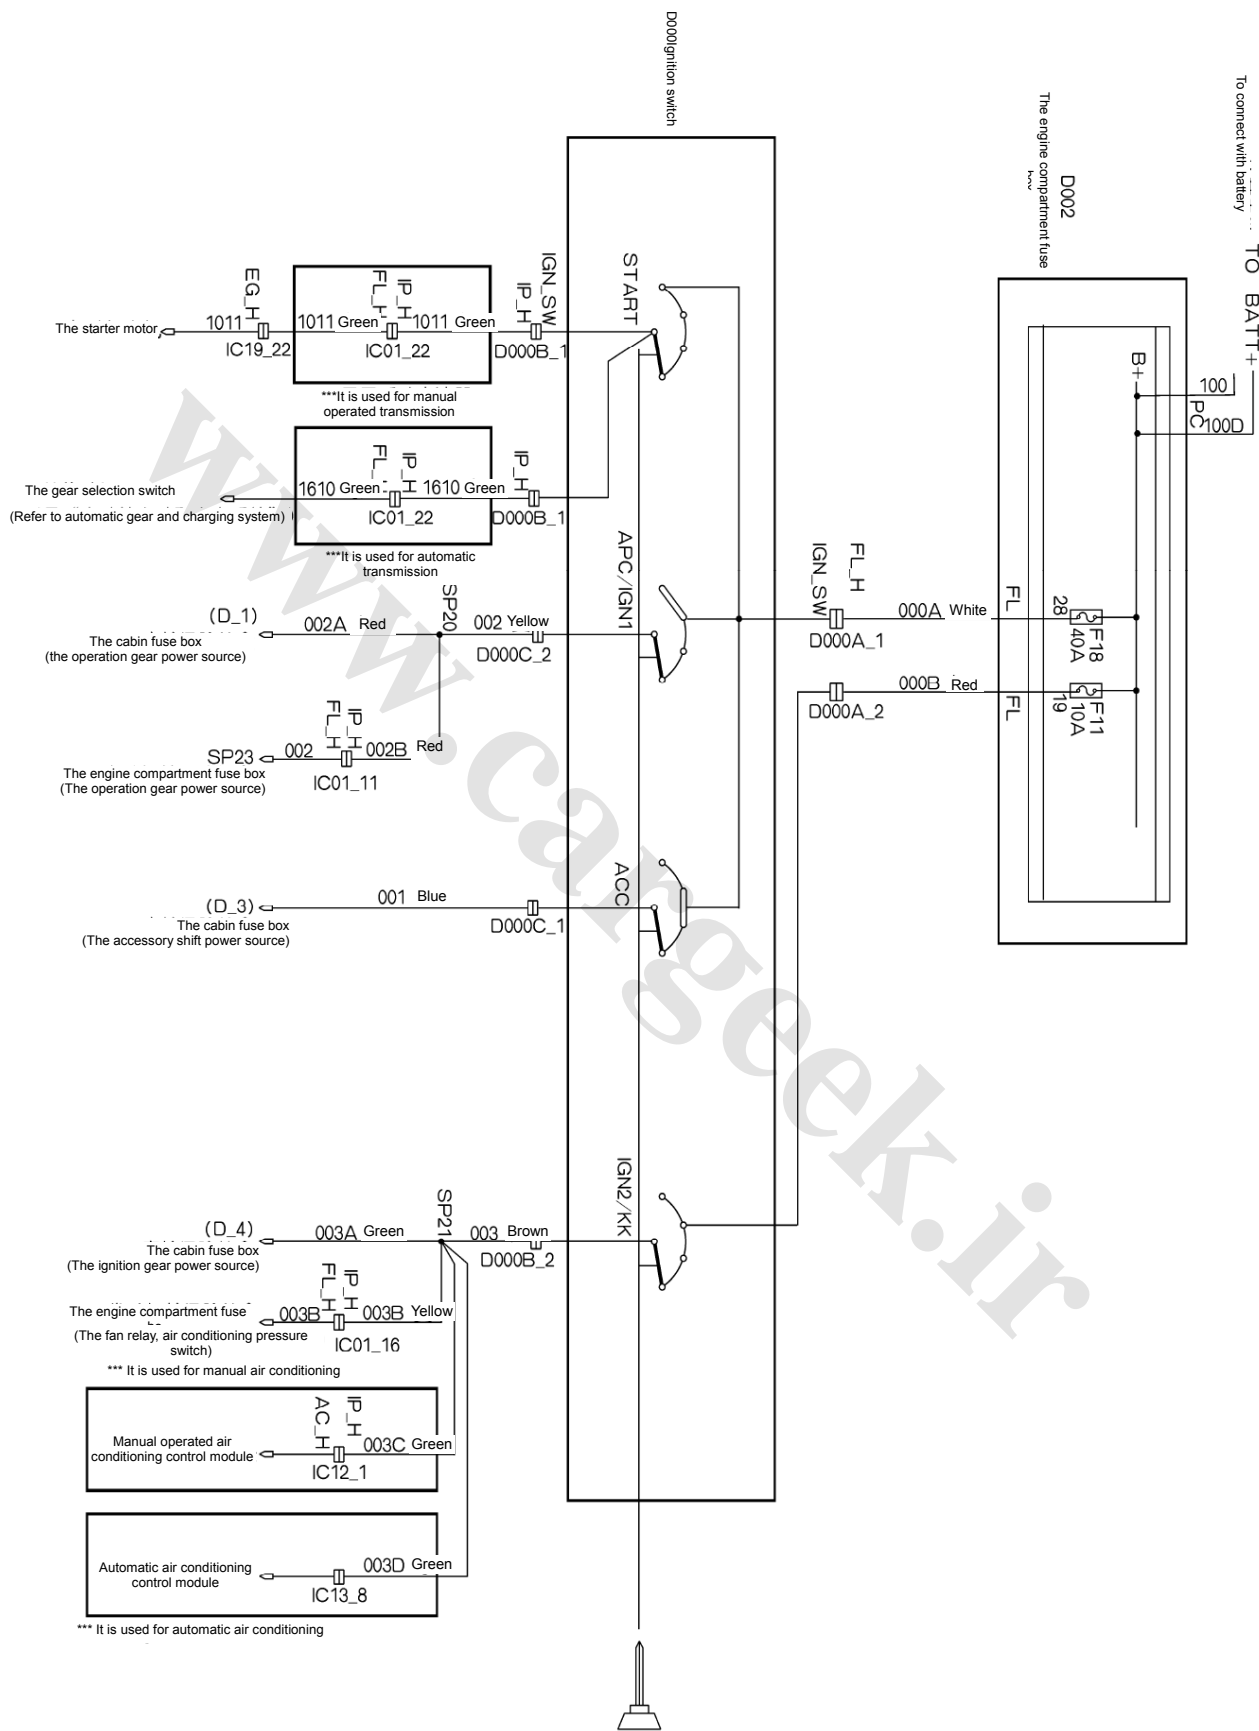 D000Ignition switch
To connect with battery
TO BATT+
D002
The engine compartment fuse
B+
100
PC
100D
START
IGN_SW
IP_H
EG_H
FL_H
IP_H
The starter motor
1011
1011 Green
1011 Green
IC19_22
IC01_22
D000B_1
***It is used for manual
operated transmission
IP_H
IP_H
The gear selection switch
1610 Green
1610 Green
(Refer to automatic gear and charging system)
IC01_22
D000B_1
***It is used for automatic
transmission
APC/IGN1
FL_H
IGN_SW
FL
000A White
D000A_1
28
F18
40A
000B Red
D000A_2
FL
19
F11
10A
SP20
(D_1)
002A Red
002 Yellow
D000C_2
The cabin fuse box
(the operation gear power source)
IP_H
FL_H
SP23
002
002B Red
IC01_11
The engine compartment fuse box
(The operation gear power source)
ACC
(D_3)
001 Blue
D000C_1
The cabin fuse box
(The accessory shift power source)
IGN2/KK
SP21
(D_4)
003A Green
003 Brown
D000B_2
The cabin fuse box
(The ignition gear power source)
IP_H
FL_H
The engine compartment fuse
003B
003B Yellow
IC01_16
(The fan relay, air conditioning pressure
switch)
*** It is used for manual air conditioning
IP_H
AC_H
Manual operated air
conditioning control module
003C Green
IC12_1
Automatic air conditioning
control module
003D Green
IC13_8
*** It is used for automatic air conditioning
www.cargeek.ir